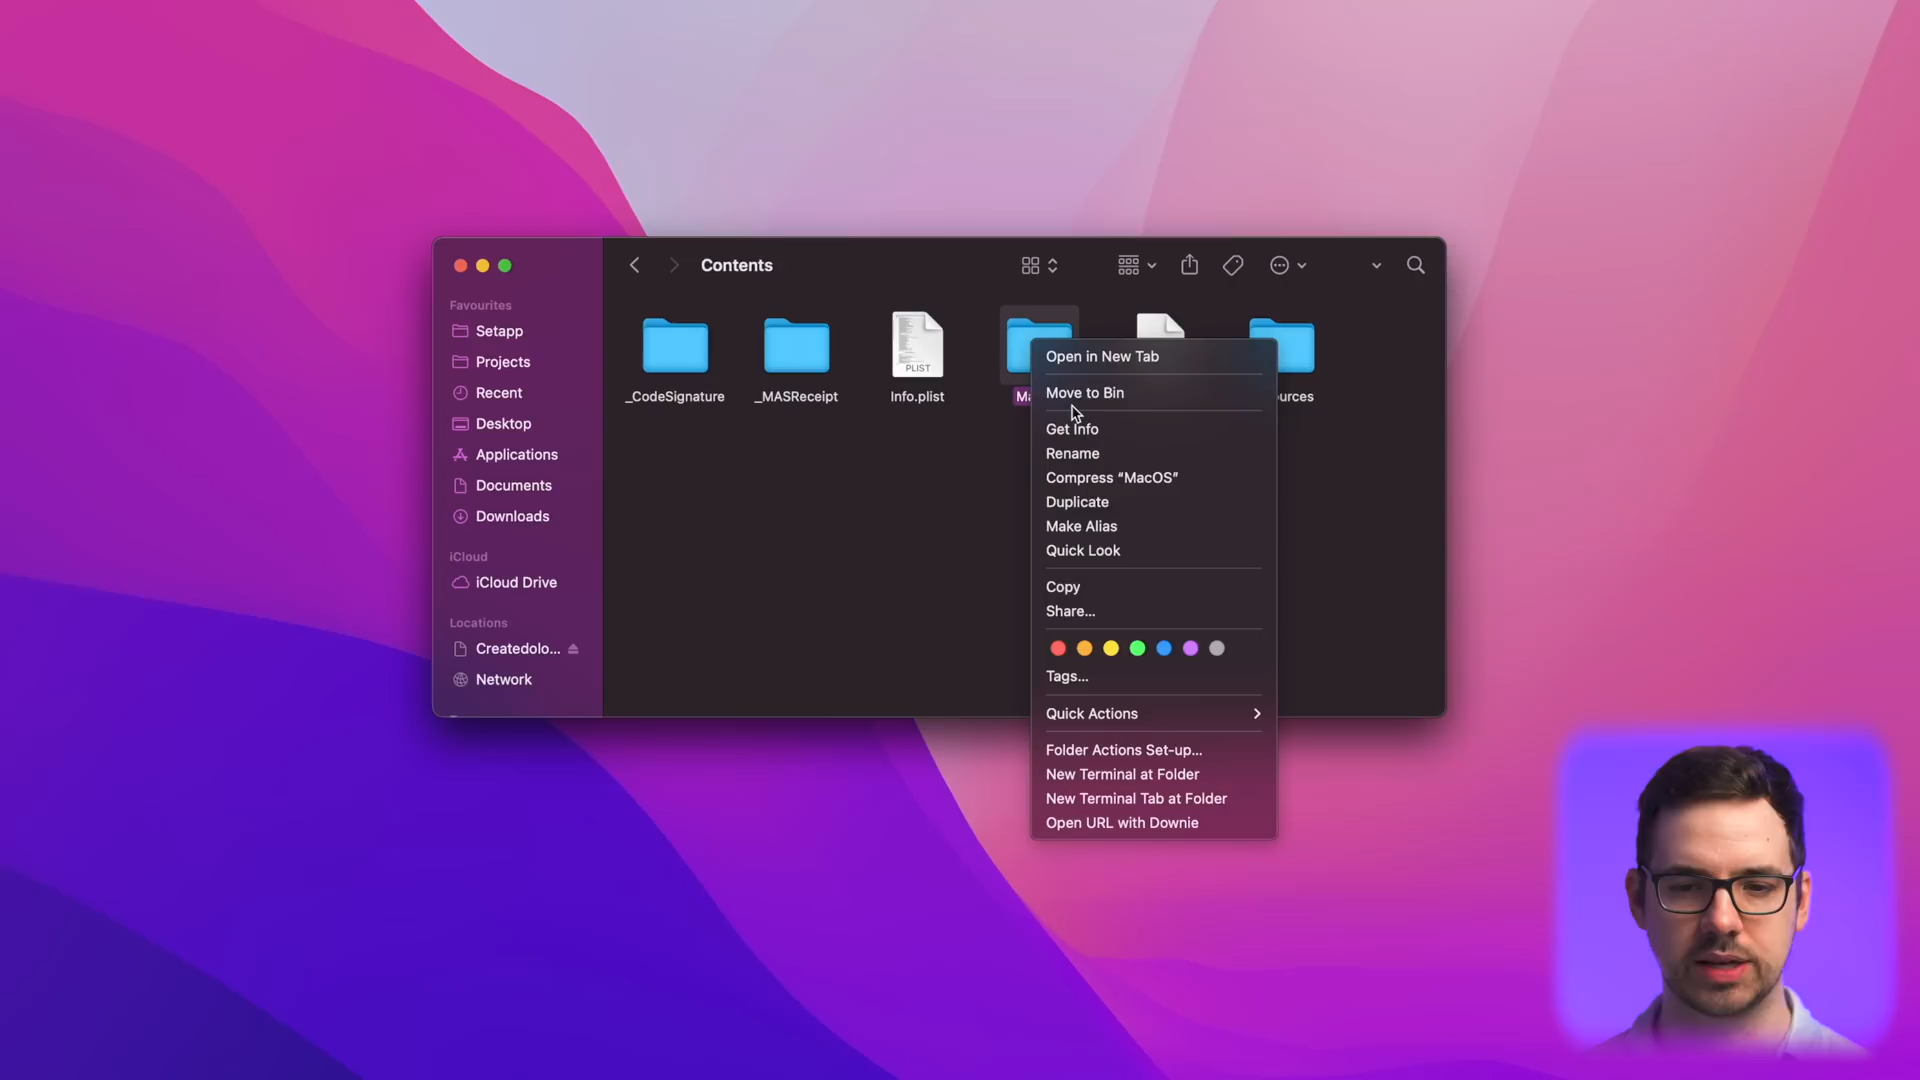 Contents
Favourites
Setapp
Projects
Recent
Desktop
Applications
Documents
Downloads
iCloud
iCloud Drive
Locations
Createdolo...
Network
_CodeSignature
_MASReceipt
PLIST
Info.plist
Ma
urces
Open in New Tab
Move to Bin
Get Info
Rename
Compress “MacOS”
Duplicate
Make Alias
Quick Look
Copy
Share...
Tags...
Quick Actions
Folder Actions Set-up...
New Terminal at Folder
New Terminal Tab at Folder
Open URL with Downie